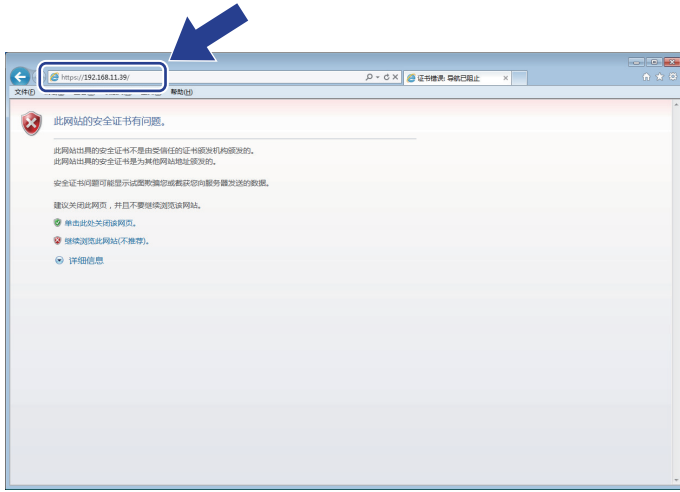 https://192.168.11.39/
证书错误: 导航已阻止
文件(F)
帮助(H)
此网站的安全证书有问题。
此网站出具的安全证书不是由受信任的证书颁发机构颁发的。
此网站出具的安全证书是为其他网站地址颁发的。
安全证书问题可能显示试图欺骗您或截获您向服务器发送的数据。
建议关闭此网页，并且不要继续浏览该网站。
单击此处关闭该网页。
继续浏览此网站(不推荐)。
详细信息